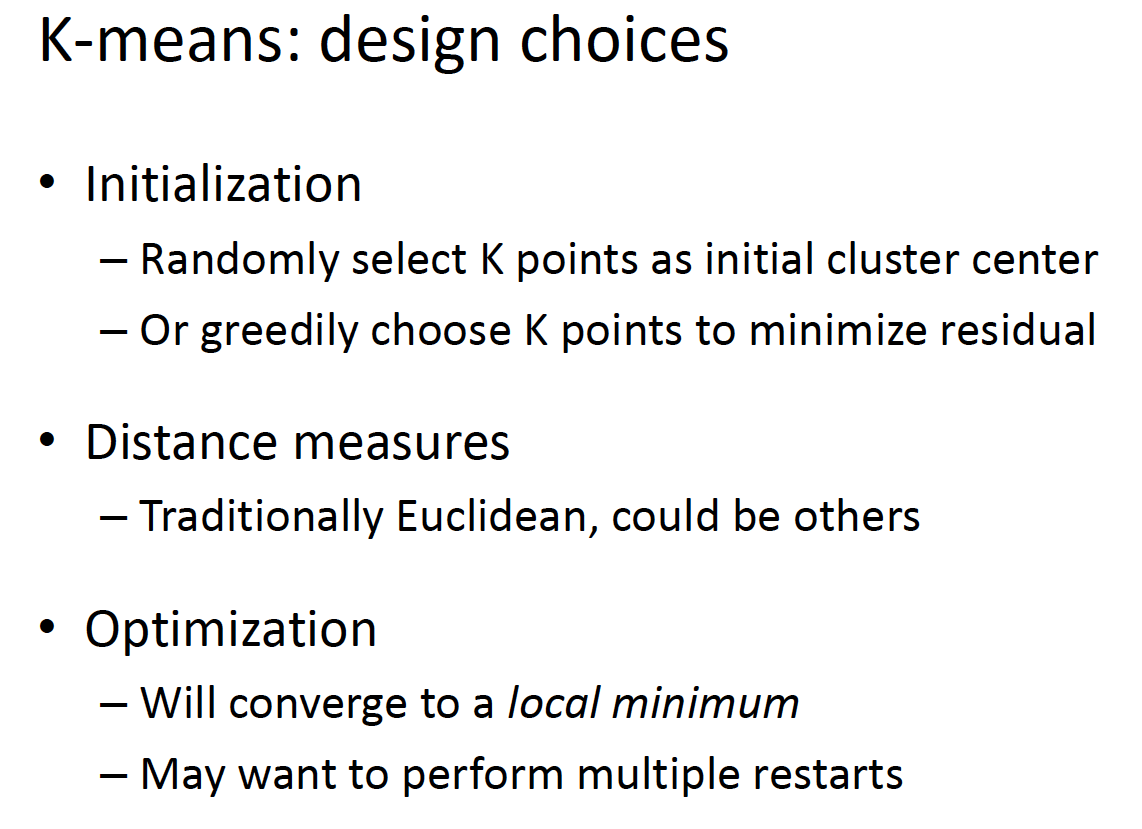 K-means: design choices
• Initialization
– Randomly select K points as initial cluster center
– Or greedily choose K points to minimize residual
• Distance measures
– Traditionally Euclidean, could be others
• Optimization
– Will converge to a local minimum
– May want to perform multiple restarts